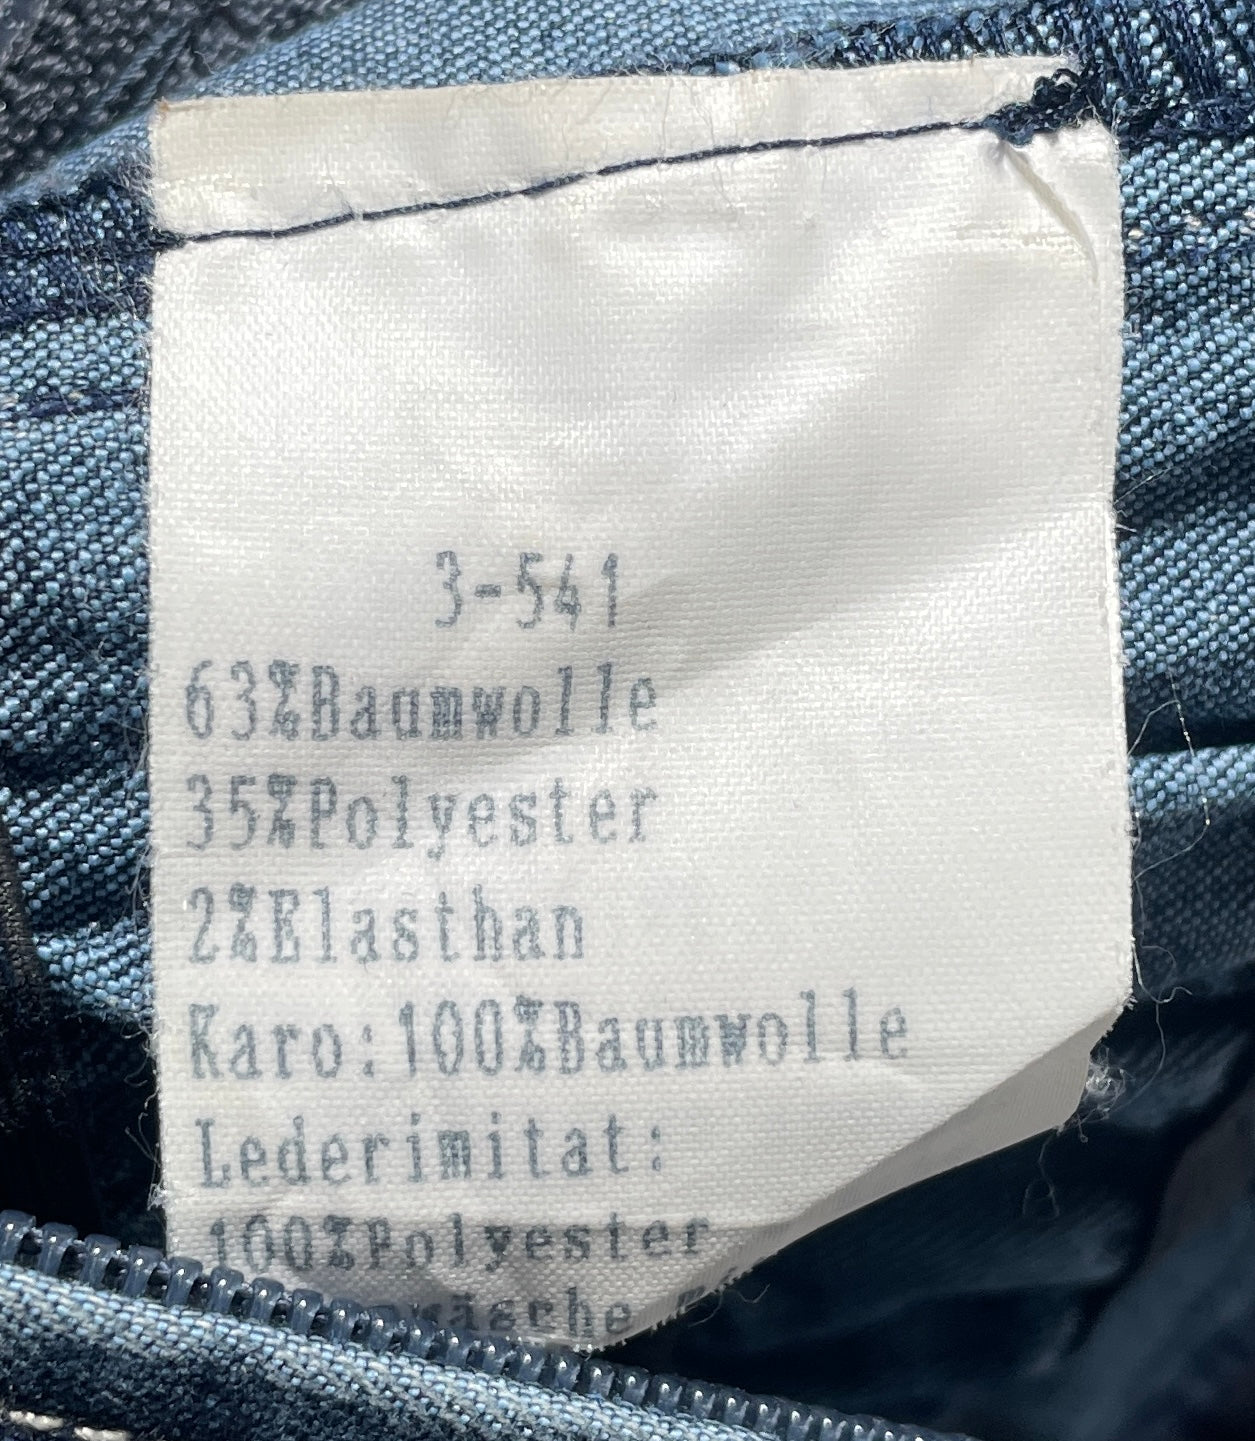 3-541
63%Baumwolle
35%Polyester
2%Elasthan
Karo:100%Baumwolle
Lederimitat:
100%Polyester